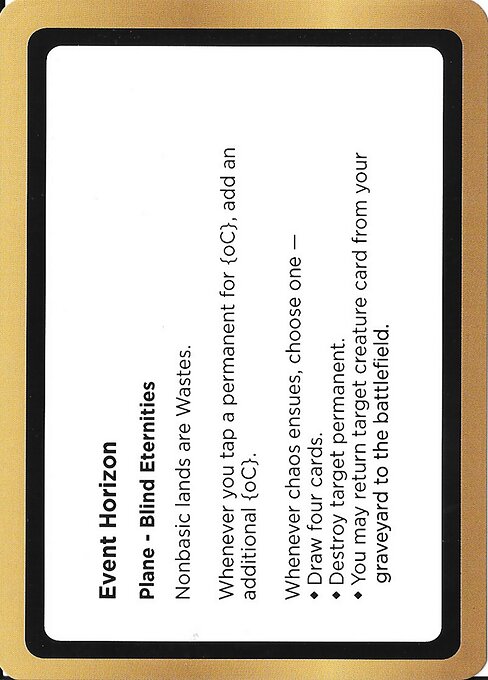 Event Horizon
Plane - Blind Eternities
Nonbasic lands are Wastes.
Whenever you tap a permanent for {oC}, add an
additional {oC}.
Whenever chaos ensues, choose one —
◆ Draw four cards.
◆ Destroy target permanent.
◆ You may return target creature card from your
graveyard to the battlefield.